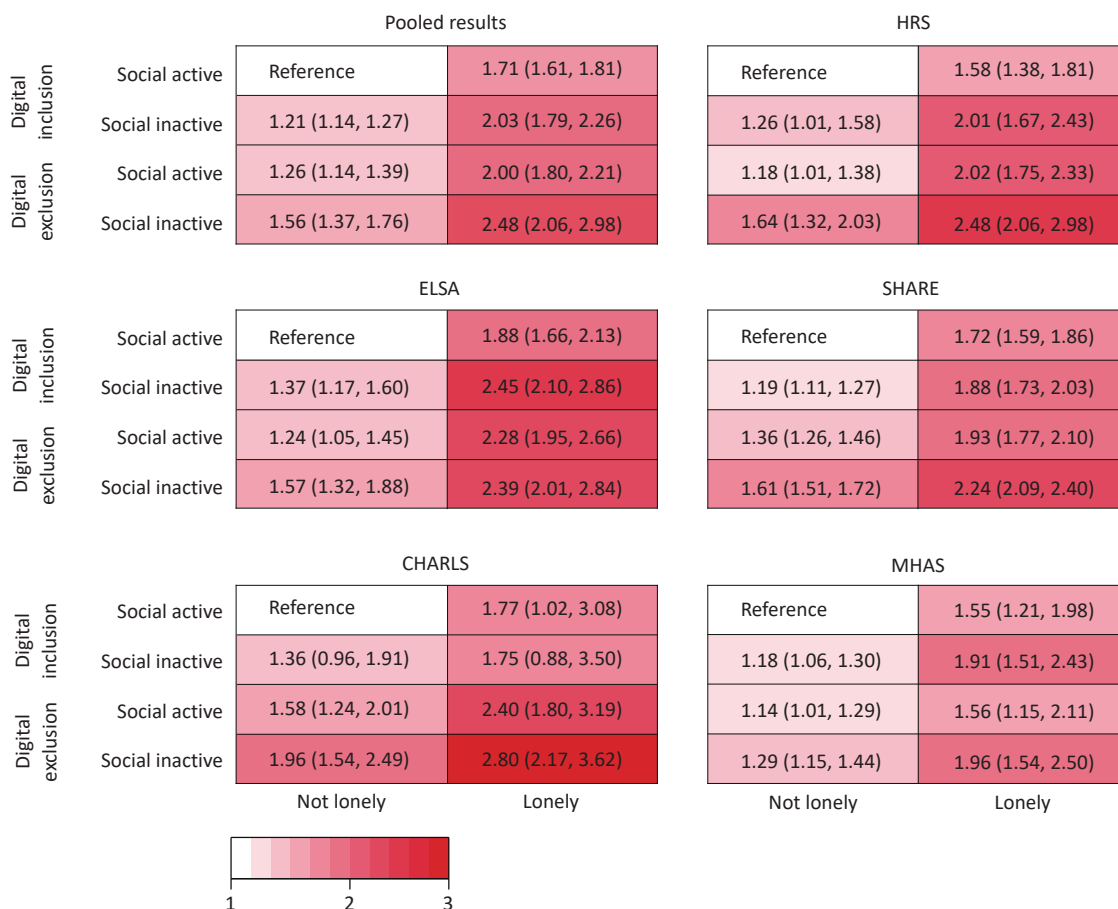 Pooled results
HRS
Digital inclusion
Social active
Reference
1.71 (1.61, 1.81)
Reference
1.58 (1.38, 1.81)
Social inactive
1.21 (1.14, 1.27)
2.03 (1.79, 2.26)
1.26 (1.01, 1.58)
2.01 (1.67, 2.43)
Digital exclusion
Social active
1.26 (1.14, 1.39)
2.00 (1.80, 2.21)
1.18 (1.01, 1.38)
2.02 (1.75, 2.33)
Social inactive
1.56 (1.37, 1.76)
2.48 (2.06, 2.98)
1.64 (1.32, 2.03)
2.48 (2.06, 2.98)
ELSA
SHARE
Digital inclusion
Social active
Reference
1.88 (1.66, 2.13)
Reference
1.72 (1.59, 1.86)
Social inactive
1.37 (1.17, 1.60)
2.45 (2.10, 2.86)
1.19 (1.11, 1.27)
1.88 (1.73, 2.03)
Digital exclusion
Social active
1.24 (1.05, 1.45)
2.28 (1.95, 2.66)
1.36 (1.26, 1.46)
1.93 (1.77, 2.10)
Social inactive
1.57 (1.32, 1.88)
2.39 (2.01, 2.84)
1.61 (1.51, 1.72)
2.24 (2.09, 2.40)
CHARLS
MHAS
Digital inclusion
Social active
Reference
1.77 (1.02, 3.08)
Reference
1.55 (1.21, 1.98)
Social inactive
1.36 (0.96, 1.91)
1.75 (0.88, 3.50)
1.18 (1.06, 1.30)
1.91 (1.51, 2.43)
Digital exclusion
Social active
1.58 (1.24, 2.01)
2.40 (1.80, 3.19)
1.14 (1.01, 1.29)
1.56 (1.15, 2.11)
Social inactive
1.96 (1.54, 2.49)
2.80 (2.17, 3.62)
1.29 (1.15, 1.44)
1.96 (1.54, 2.50)
Not lonely
Lonely
Not lonely
Lonely
1
2
3